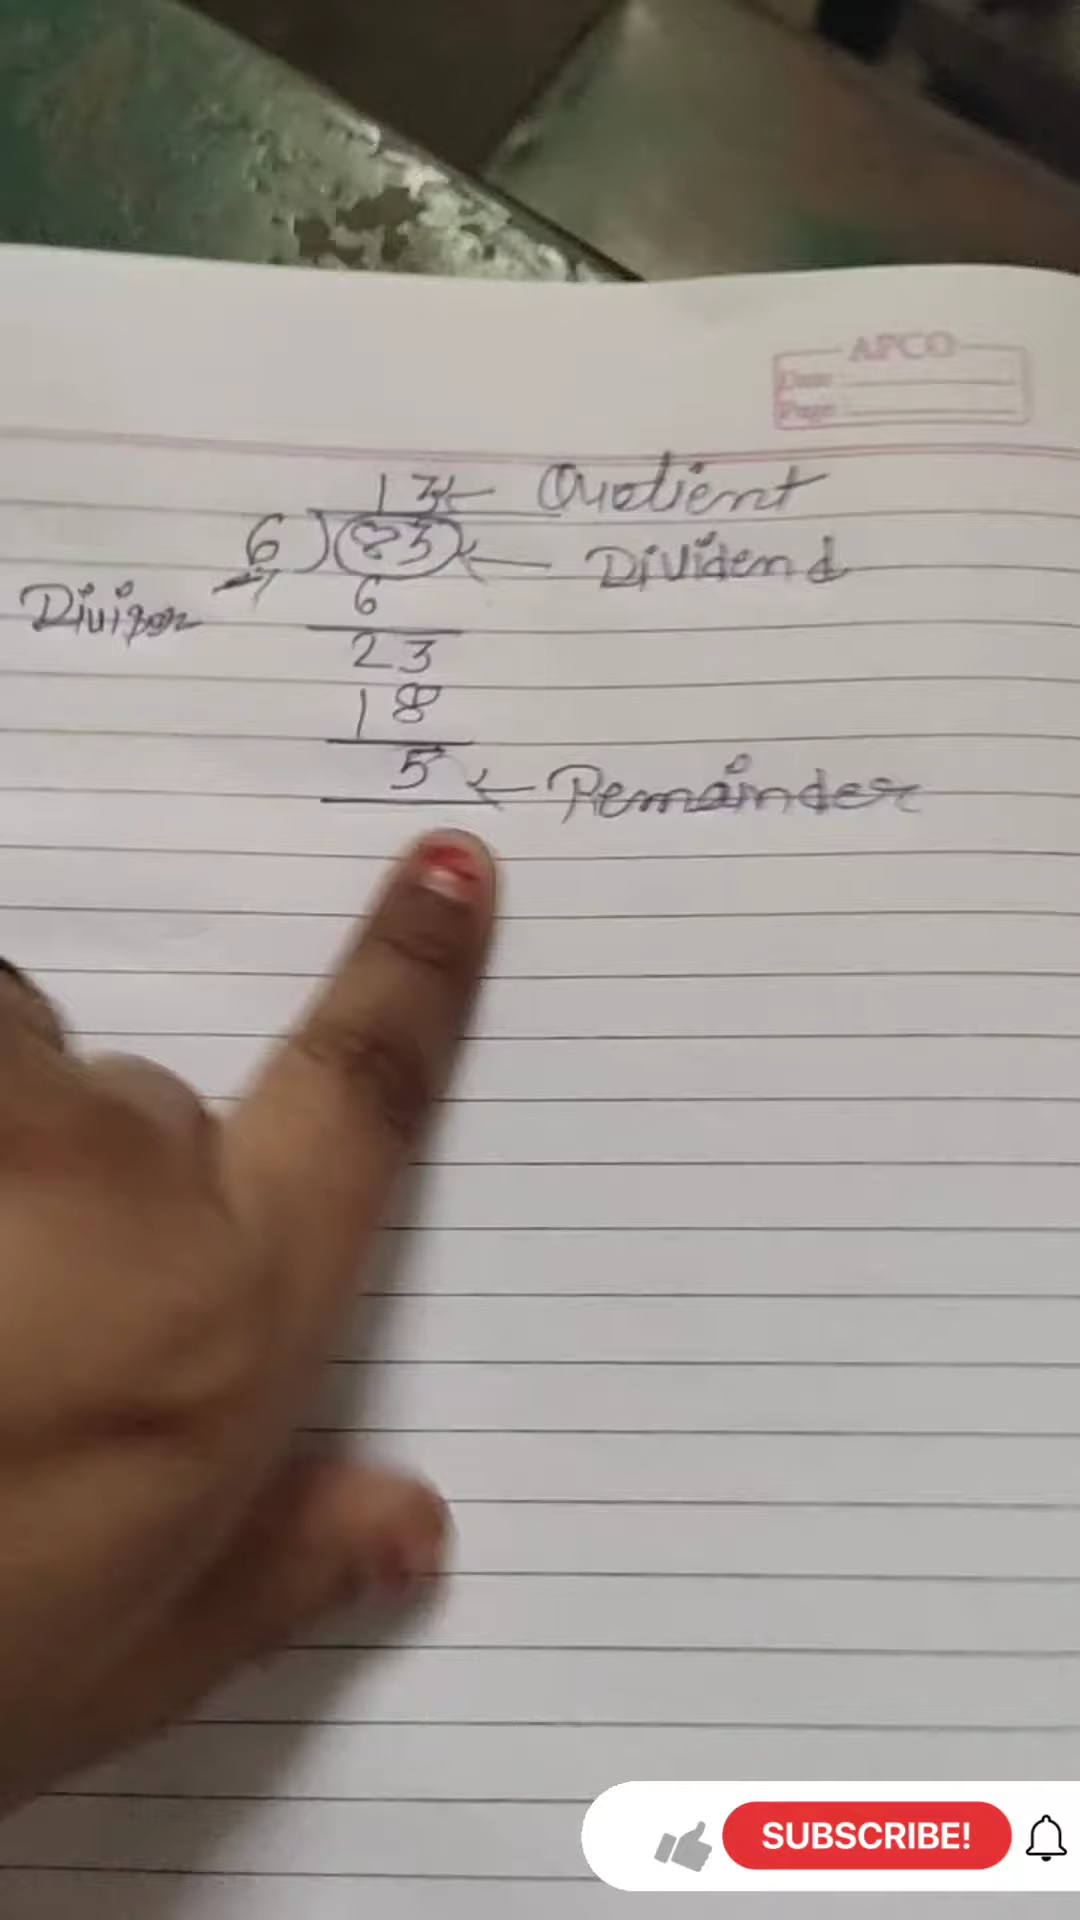 APCO
Date
Page
13 ← Quotient
6 ) 83 ← Dividend
Divisor
6
23
18
5 ← Remainder
SUBSCRIBE!